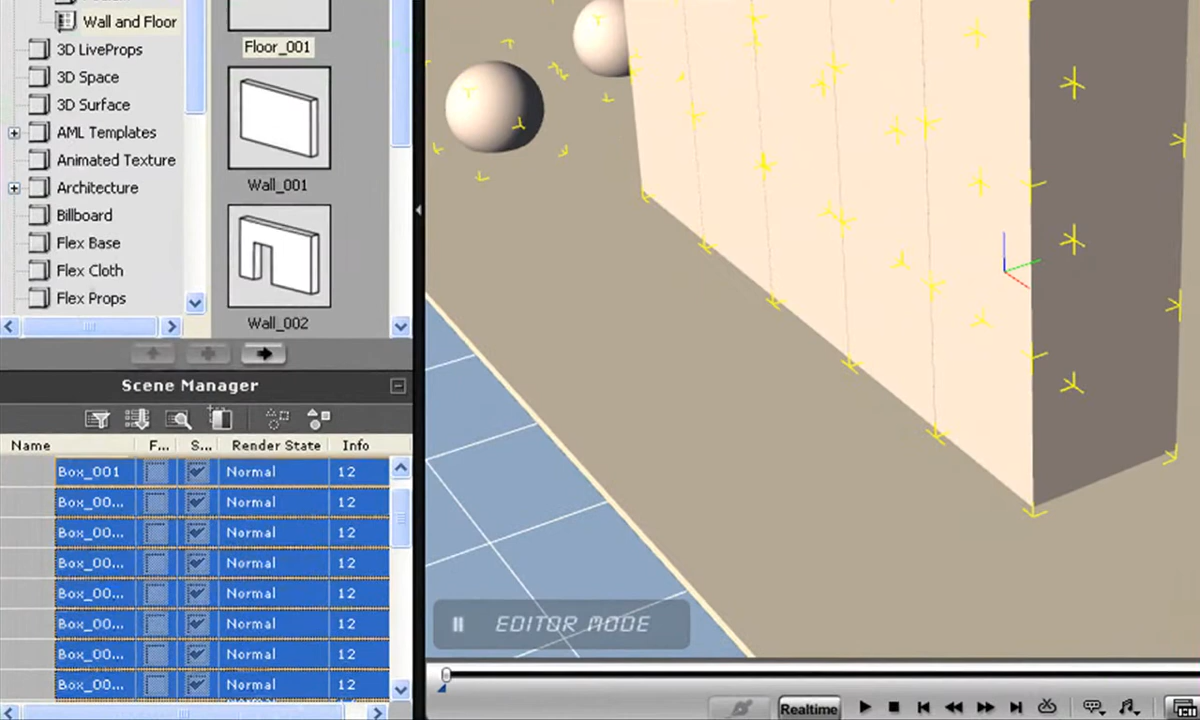 Wall and Floor
3D LiveProps
3D Space
3D Surface
AML Templates
Animated Texture
Architecture
Billboard
Flex Base
Flex Cloth
Flex Props
Floor_001
Wall_001
Wall_002
Scene Manager
Name F... S... Render State Info
Box_001 Normal 12
Box_00... Normal 12
Box_00... Normal 12
Box_00... Normal 12
Box_00... Normal 12
Box_00... Normal 12
Box_00... Normal 12
Box_00... Normal 12
EDITOR MODE
Realtime